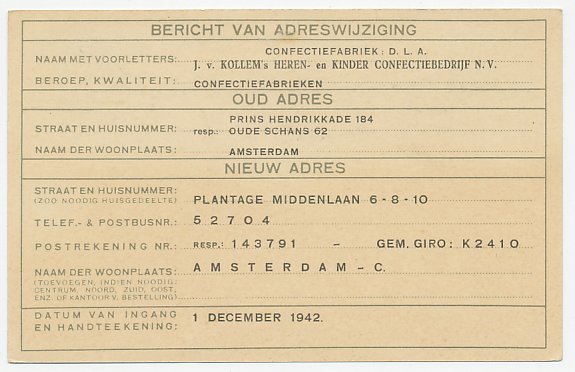 BERICHT VAN ADRESWIJZIGING
CONFECTIEFABRIEK: D. L. A.
NAAM MET VOORLETTERS: J. v. KOLLEM's HEREN- en KINDER CONFECTIEBEDRIJF N.V.
BEROEP, KWALITEIT: CONFECTIEFABRIEKEN
OUD ADRES
PRINS HENDRIKKADE 184
STRAAT EN HUISNUMMER: resp.: OUDE SCHANS 62
NAAM DER WOONPLAATS: AMSTERDAM
NIEUW ADRES
STRAAT EN HUISNUMMER:
(ZOO NOODIG HUISGEDEELTE) PLANTAGE MIDDENLAAN 6-8-10
TELEF.- & POSTBUSNR.: 52704
POSTREKENING NR.: RESP.: 143791 – GEM. GIRO: K2410
NAAM DER WOONPLAATS: AMSTERDAM – C.
(TOEVOEGEN, INDIEN NOODIG:
CENTRUM, NOORD, ZUID, OOST,
ENZ. OF KANTOOR V. BESTELLING)
DATUM VAN INGANG
EN HANDTEEKENING: 1 DECEMBER 1942.